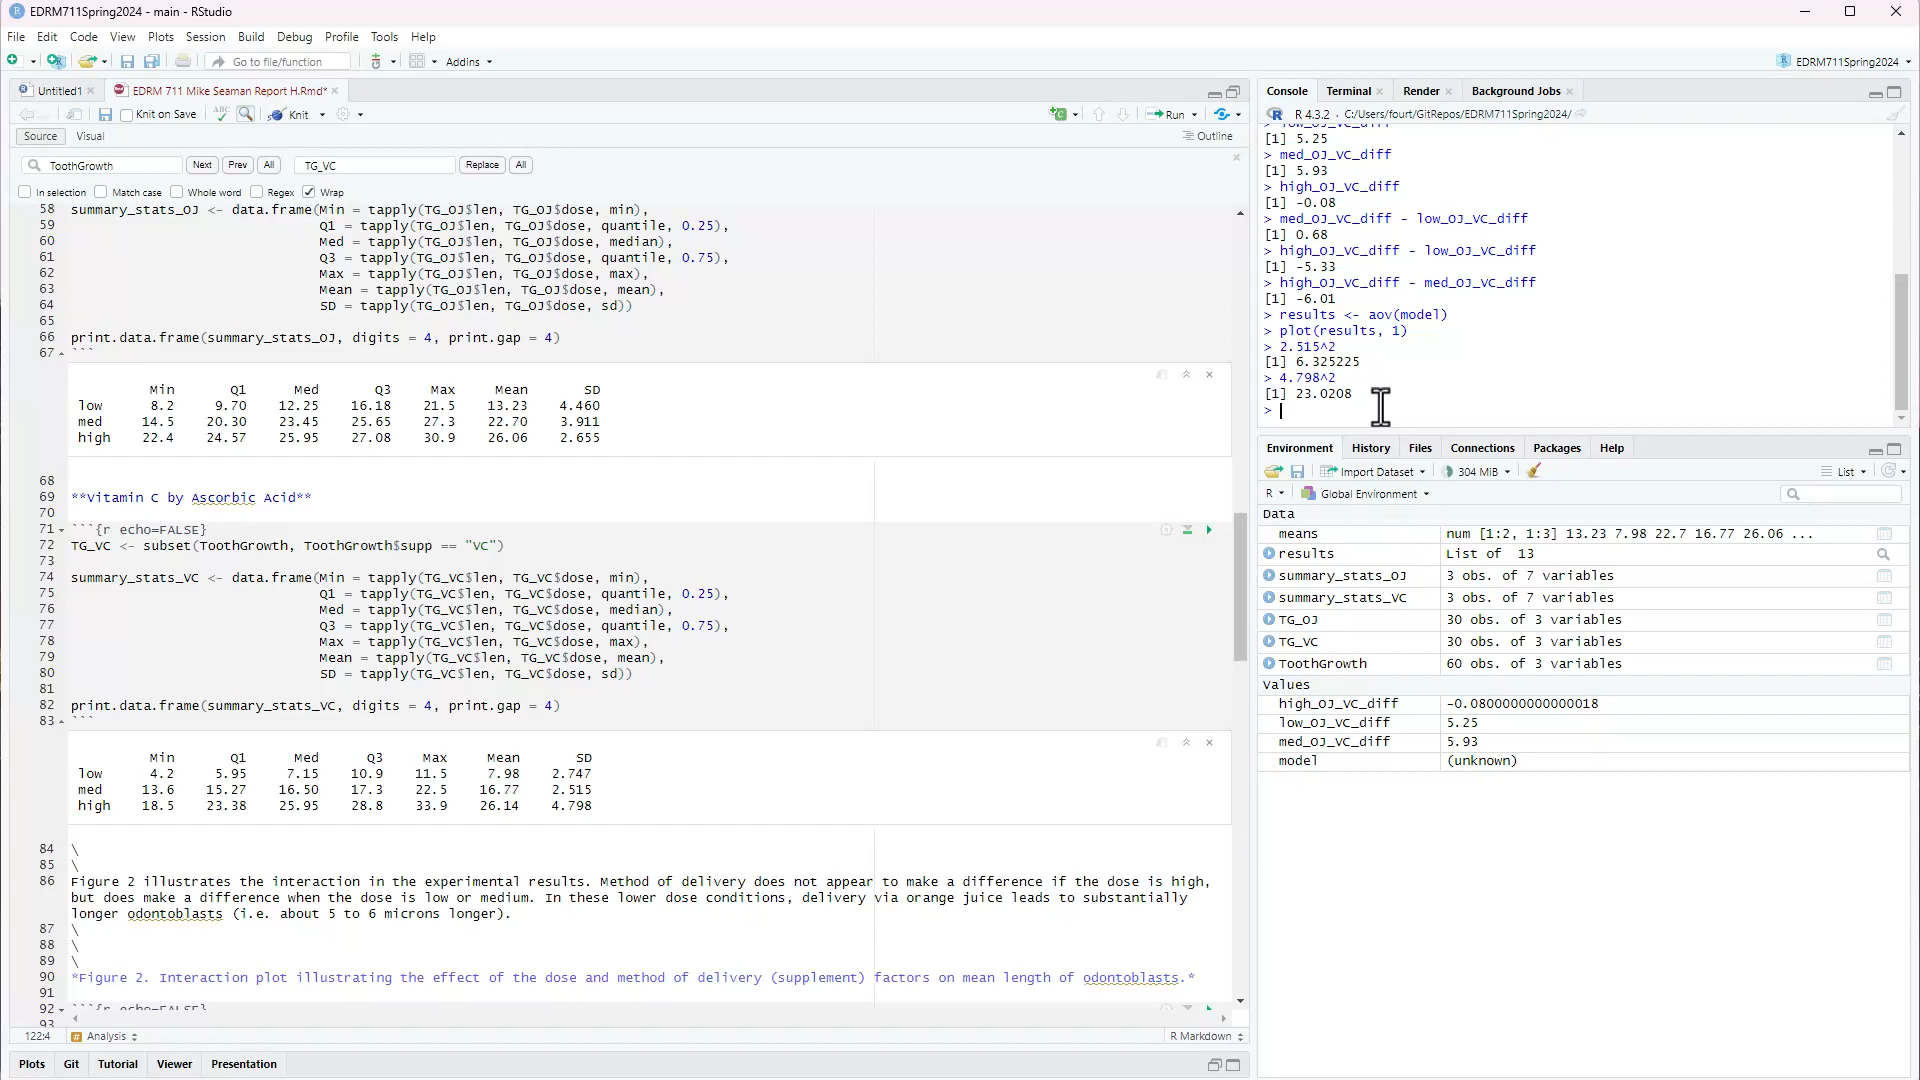 EDRM711Spring2024 - main - RStudio
File Edit Code View Plots Session Build Debug Profile Tools Help
Go to file/function Addins EDRM711Spring2024
Untitled1 EDRM 711 Mike Seaman Report H.Rmd*
Knit on Save ABC Knit Run
Source Visual Outline
ToothGrowth Next Prev All TG_VC Replace All
In selection Match case Whole word Regex Wrap
58 summary_stats_OJ <- data.frame(Min = tapply(TG_OJ$len, TG_OJ$dose, min),
59 Q1 = tapply(TG_OJ$len, TG_OJ$dose, quantile, 0.25),
60 Med = tapply(TG_OJ$len, TG_OJ$dose, median),
61 Q3 = tapply(TG_OJ$len, TG_OJ$dose, quantile, 0.75),
62 Max = tapply(TG_OJ$len, TG_OJ$dose, max),
63 Mean = tapply(TG_OJ$len, TG_OJ$dose, mean),
64 SD = tapply(TG_OJ$len, TG_OJ$dose, sd))
65
66 print.data.frame(summary_stats_OJ, digits = 4, print.gap = 4)
67 ```
Min Q1 Med Q3 Max Mean SD
low 8.2 9.70 12.25 16.18 21.5 13.23 4.460
med 14.5 20.30 23.45 25.65 27.3 22.70 3.911
high 22.4 24.57 25.95 27.08 30.9 26.06 2.655
68
69 **Vitamin C by Ascorbic Acid**
70
71 ```{r echo=FALSE}
72 TG_VC <- subset(ToothGrowth, ToothGrowth$supp == "VC")
73
74 summary_stats_VC <- data.frame(Min = tapply(TG_VC$len, TG_VC$dose, min),
75 Q1 = tapply(TG_VC$len, TG_VC$dose, quantile, 0.25),
76 Med = tapply(TG_VC$len, TG_VC$dose, median),
77 Q3 = tapply(TG_VC$len, TG_VC$dose, quantile, 0.75),
78 Max = tapply(TG_VC$len, TG_VC$dose, max),
79 Mean = tapply(TG_VC$len, TG_VC$dose, mean),
80 SD = tapply(TG_VC$len, TG_VC$dose, sd))
81
82 print.data.frame(summary_stats_VC, digits = 4, print.gap = 4)
83 ```
Min Q1 Med Q3 Max Mean SD
low 4.2 5.95 7.15 10.9 11.5 7.98 2.747
med 13.6 15.27 16.50 17.3 22.5 16.77 2.515
high 18.5 23.38 25.95 28.8 33.9 26.14 4.798
84 \
85 \
86 Figure 2 illustrates the interaction in the experimental results. Method of delivery does not appear to make a difference if the dose is high,
but does make a difference when the dose is low or medium. In these lower dose conditions, delivery via orange juice leads to substantially
longer odontoblasts (i.e. about 5 to 6 microns longer).
87 \
88 \
89 \
90 *Figure 2. Interaction plot illustrating the effect of the dose and method of delivery (supplement) factors on mean length of odontoblasts.*
91
92 ```{r echo=FALSE}
93
122:4 Analysis R Markdown
Plots Git Tutorial Viewer Presentation
Console Terminal Render Background Jobs
R 4.3.2 · C:/Users/fourt/GitRepos/EDRM711Spring2024/
> low_OJ_VC_diff
[1] 5.25
> med_OJ_VC_diff
[1] 5.93
> high_OJ_VC_diff
[1] -0.08
> med_OJ_VC_diff - low_OJ_VC_diff
[1] 0.68
> high_OJ_VC_diff - low_OJ_VC_diff
[1] -5.33
> high_OJ_VC_diff - med_OJ_VC_diff
[1] -6.01
> results <- aov(model)
> plot(results, 1)
> 2.515^2
[1] 6.325225
> 4.798^2
[1] 23.0208
>
Environment History Files Connections Packages Help
Import Dataset 304 MiB List
R Global Environment
Data
means num [1:2, 1:3] 13.23 7.98 22.7 16.77 26.06 ...
results List of 13
summary_stats_OJ 3 obs. of 7 variables
summary_stats_VC 3 obs. of 7 variables
TG_OJ 30 obs. of 3 variables
TG_VC 30 obs. of 3 variables
ToothGrowth 60 obs. of 3 variables
Values
high_OJ_VC_diff -0.0800000000000018
low_OJ_VC_diff 5.25
med_OJ_VC_diff 5.93
model (unknown)